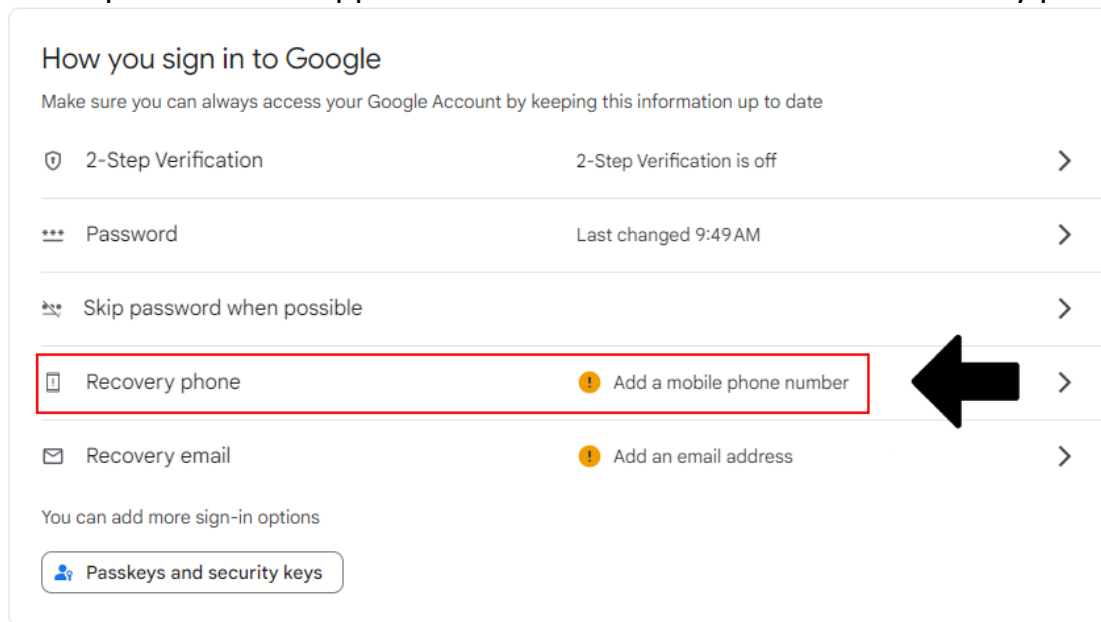 How you sign in to Google
Make sure you can always access your Google Account by keeping this information up to date
2-Step Verification 2-Step Verification is off
Password Last changed 9:49 AM
Skip password when possible
Recovery phone Add a mobile phone number
Recovery email Add an email address
You can add more sign-in options
Passkeys and security keys